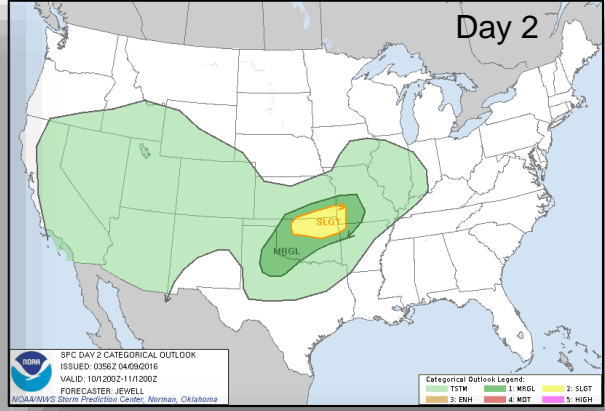 Day 2
SLGT
MRGL
NOAA
SPC DAY 2 CATEGORICAL OUTLOOK
ISSUED: 0356Z 04/09/2016
VALID: 10/1200Z-11/1200Z
FORECASTER: JEWELL
NOAA/NWS Storm Prediction Center, Norman, Oklahoma
Categorical Outlook Legend:
TSTM 1: MRGL 2: SLGT
3: ENH 4: MDT 5: HIGH